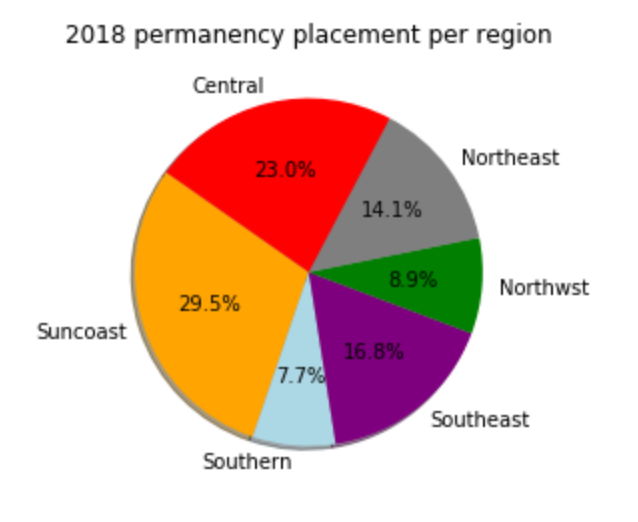 2018 permanency placement per region
Central
23.0%
Northeast
14.1%
8.9%
Northwst
29.5%
Suncoast
16.8%
7.7%
Southeast
Southern